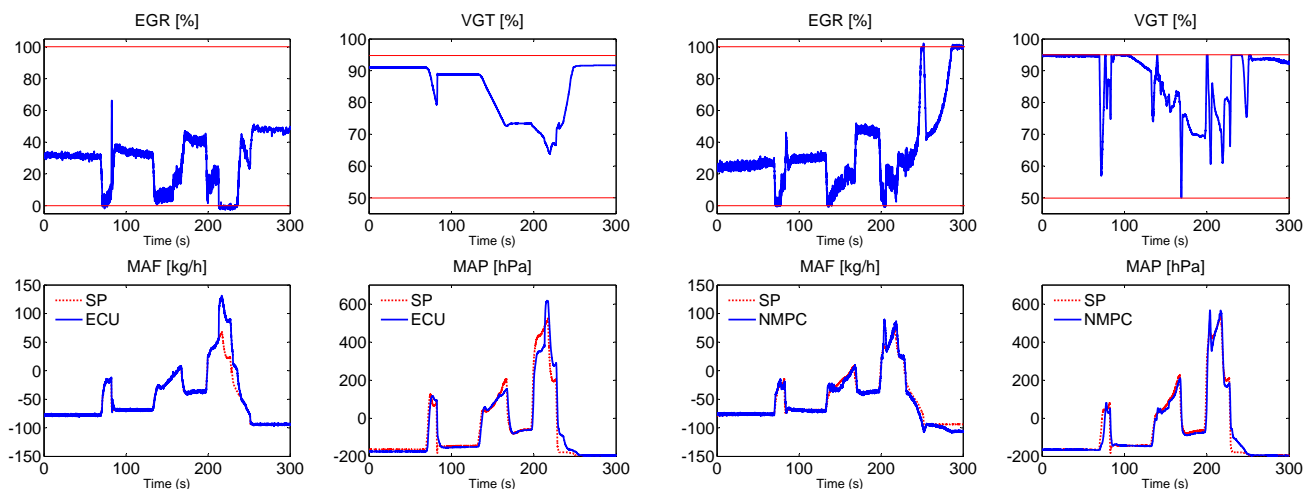 EGR [%]
100
80
60
40
20
0
0 100 200 300
Time (s)
VGT [%]
100
90
80
70
60
50
0 100 200 300
Time (s)
EGR [%]
100
80
60
40
20
0
0 100 200 300
Time (s)
VGT [%]
100
90
80
70
60
50
0 100 200 300
Time (s)
MAF [kg/h]
150
100
50
0
-50
-100
-150
SP
ECU
0 100 200 300
Time (s)
MAP [hPa]
600
400
200
0
-200
SP
ECU
0 100 200 300
Time (s)
MAF [kg/h]
150
100
50
0
-50
-100
-150
SP
NMPC
0 100 200 300
Time (s)
MAP [hPa]
600
400
200
0
-200
SP
NMPC
0 100 200 300
Time (s)